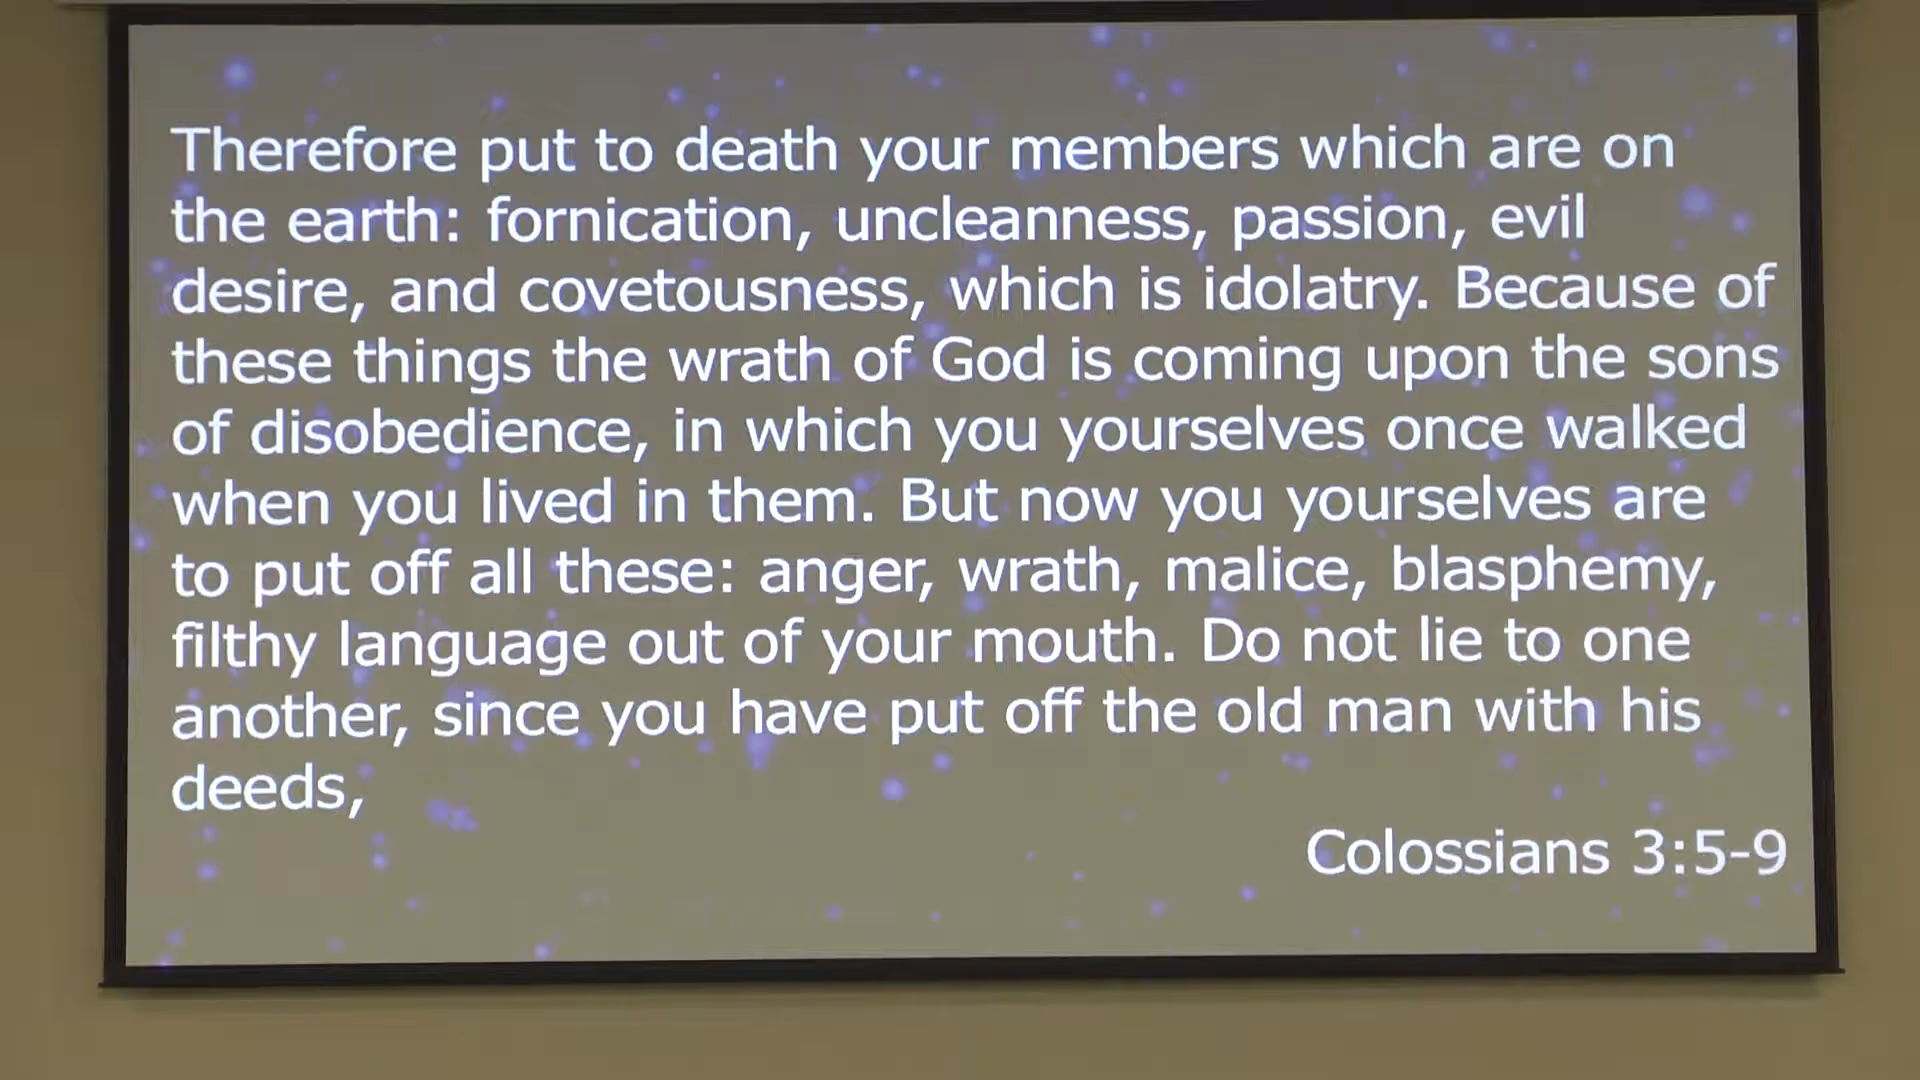 Therefore put to death your members which are on
the earth: fornication, uncleanness, passion, evil
desire, and covetousness, which is idolatry. Because of
these things the wrath of God is coming upon the sons
of disobedience, in which you yourselves once walked
when you lived in them. But now you yourselves are
to put off all these: anger, wrath, malice, blasphemy,
filthy language out of your mouth. Do not lie to one
another, since you have put off the old man with his
deeds,
Colossians 3:5-9